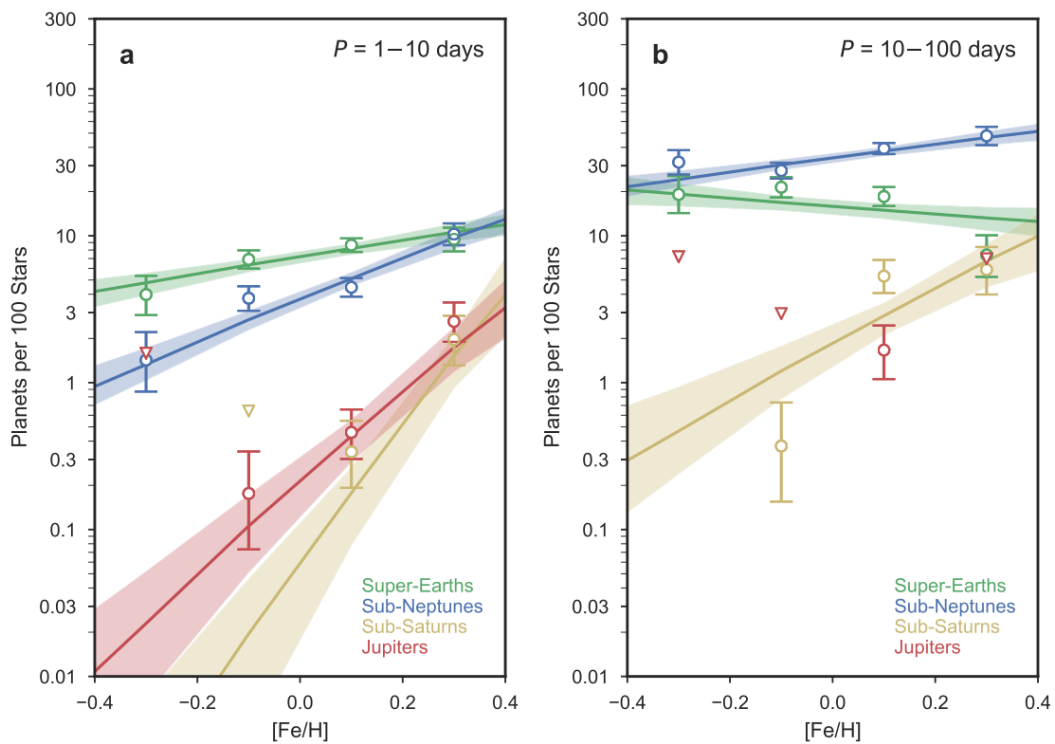 a
P = 1−10 days
Planets per 100 Stars
300
100
30
10
3
1
0.3
0.1
0.03
0.01
Super-Earths
Sub-Neptunes
Sub-Saturns
Jupiters
−0.4
−0.2
0.0
0.2
0.4
[Fe/H]
b
P = 10−100 days
Planets per 100 Stars
300
100
30
10
3
1
0.3
0.1
0.03
0.01
Super-Earths
Sub-Neptunes
Sub-Saturns
Jupiters
−0.4
−0.2
0.0
0.2
0.4
[Fe/H]